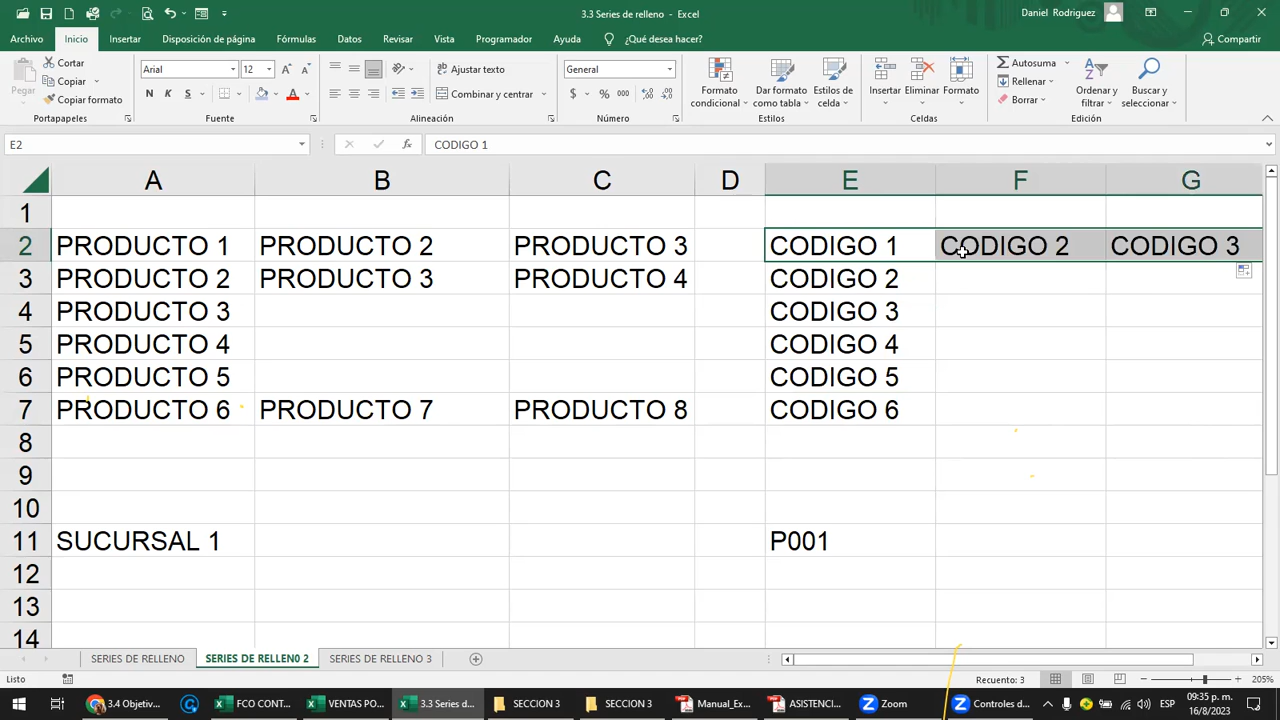 3.3 Series de relleno - Excel
Daniel Rodriguez
Archivo Inicio Insertar Disposición de página Fórmulas Datos Revisar Vista Programador Ayuda ¿Qué desea hacer? Compartir
Pegar
Cortar
Copiar
Copiar formato
Portapapeles
Arial 12
N K S
Fuente
Ajustar texto
Combinar y centrar
Alineación
General
$ % 000
Número
Formato condicional
Dar formato como tabla
Estilos de celda
Estilos
Insertar Eliminar Formato
Celdas
Autosuma
Rellenar
Borrar
Ordenar y filtrar
Buscar y seleccionar
Edición
E2 fx CODIGO 1
A B C D E F G
1
2 PRODUCTO 1 PRODUCTO 2 PRODUCTO 3 CODIGO 1 CODIGO 2 CODIGO 3
3 PRODUCTO 2 PRODUCTO 3 PRODUCTO 4 CODIGO 2
4 PRODUCTO 3 CODIGO 3
5 PRODUCTO 4 CODIGO 4
6 PRODUCTO 5 CODIGO 5
7 PRODUCTO 6 PRODUCTO 7 PRODUCTO 8 CODIGO 6
8
9
10
11 SUCURSAL 1 P001
12
13
14
SERIES DE RELLENO SERIES DE RELLEN0 2 SERIES DE RELLENO 3
Listo Recuento: 3 205%
3.4 Objetiv... FCCONT... VENTAS PO... 3.3 Series d... SECCION 3 SECCION 3 Manual_Ex... ASISTENCI... Zoom Controles d... ESP 09:35 p. m.
16/8/2023